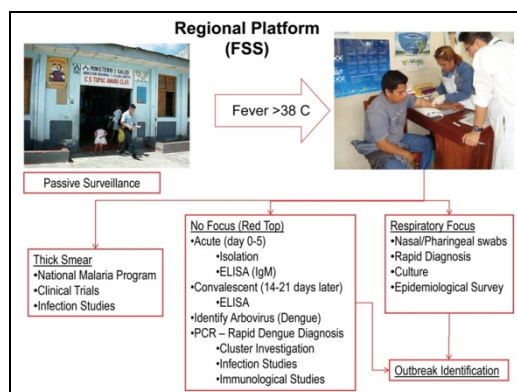 Regional Platform
(FSS)
MINISTERIO DE SALUD
C.S. TUPAC AMARU
Fever >38 C
Passive Surveillance
Thick Smear
•National Malaria Program
•Clinical Trials
•Infection Studies
No Focus (Red Top)
•Acute (day 0-5)
•Isolation
•ELISA (IgM)
•Convalescent (14-21 days later)
•ELISA
•Identify Arbovirus (Dengue)
•PCR – Rapid Dengue Diagnosis
•Cluster Investigation
•Infection Studies
•Immunological Studies
Respiratory Focus
•Nasal/Pharingeal swabs
•Rapid Diagnosis
•Culture
•Epidemiological Survey
Outbreak Identification